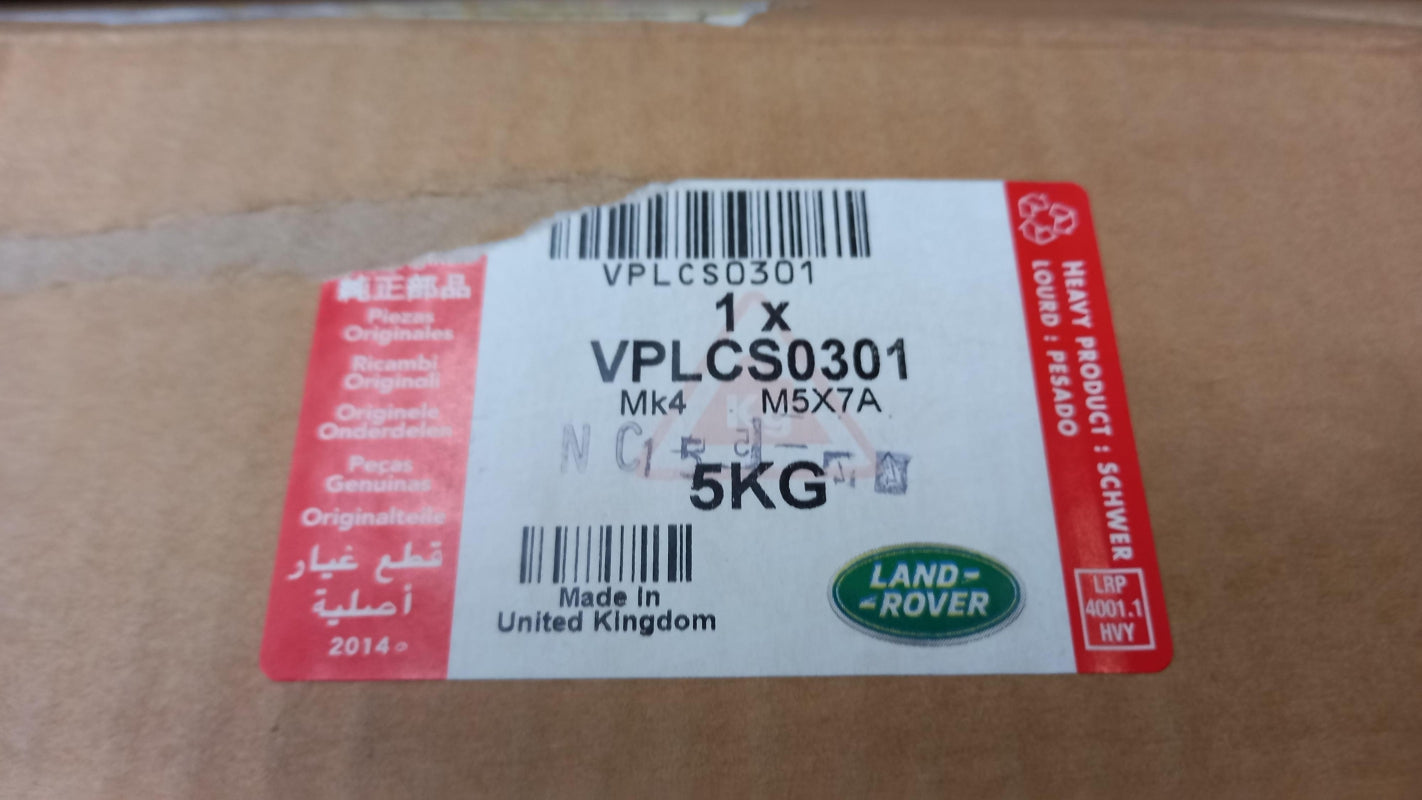 純正部品
Piezas
Originales
Ricambi
Originali
Originele
Onderdelen
Peças
Genuinas
Originalteile
قطع غيار
أصلية
2014
VPLCS0301
1 x
VPLCS0301
Mk4 M5X7A
5KG
Made In
United Kingdom
LAND-
-ROVER
HEAVY PRODUCT : SCHWER
LOURD : PESADO
LRP
4001.1
HVY